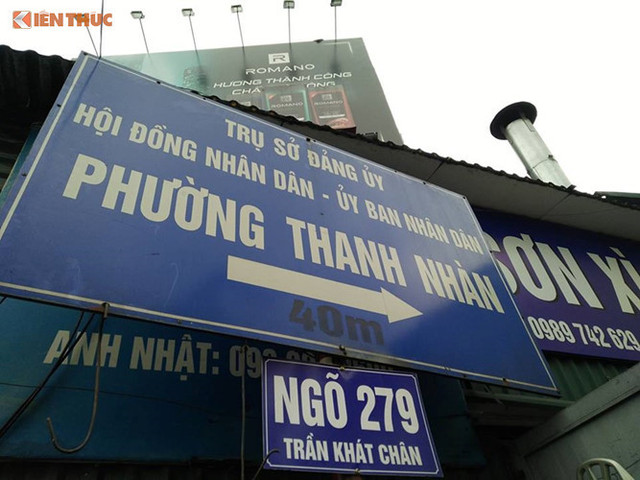 KIẾN THỨC
ROMANO
HƯƠNG THÀNH CÔNG
TRỤ SỞ ĐẢNG ỦY
HỘI ĐỒNG NHÂN DÂN - ỦY BAN NHÂN DÂN
PHƯỜNG THANH NHÀN
40m
SƠN XÌ
0989 742 629
ANH NHẬT:
NGÕ 279
TRẦN KHÁT CHÂN